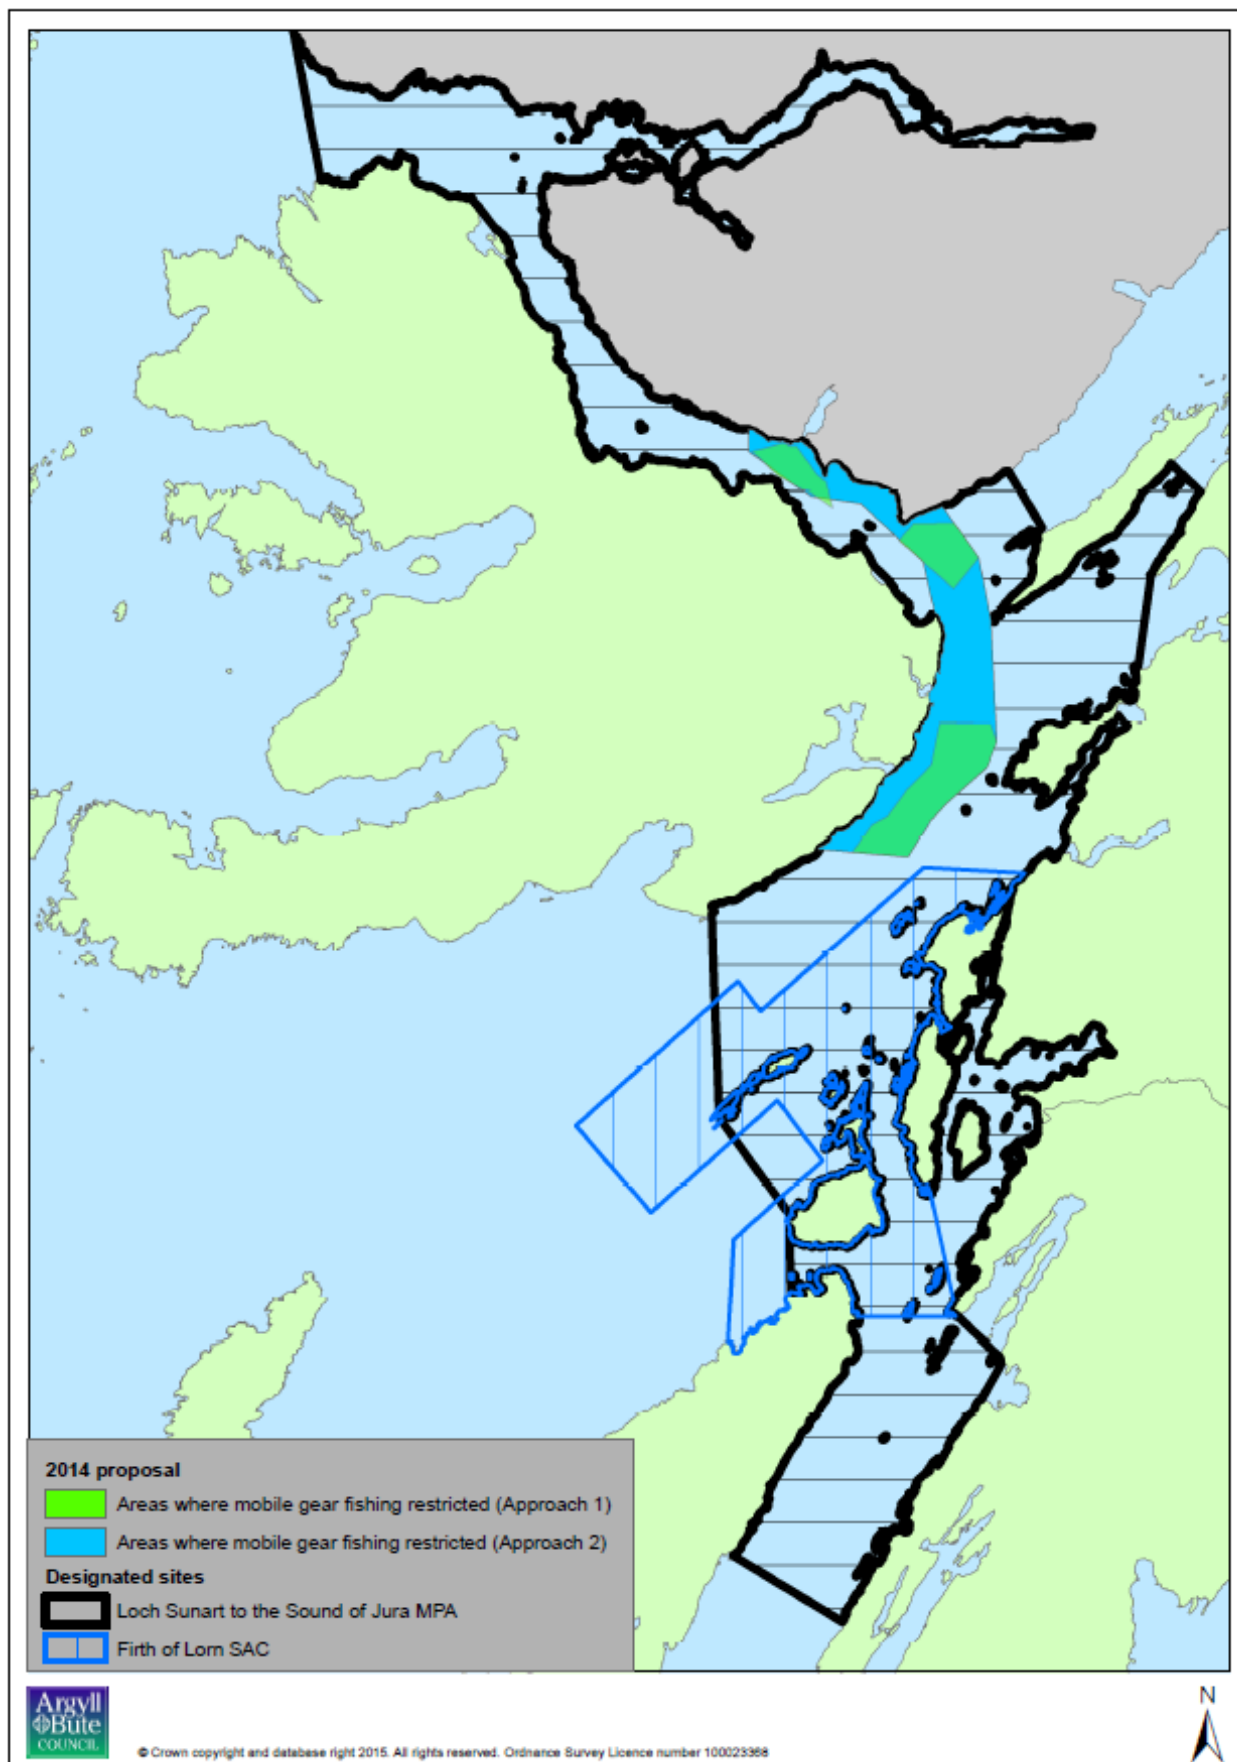 2014 proposal
Areas where mobile gear fishing restricted (Approach 1)
Areas where mobile gear fishing restricted (Approach 2)
Designated sites
Loch Sunart to the Sound of Jura MPA
Firth of Lorn SAC
Argyll
&Bute
COUNCIL
N
© Crown copyright and database right 2015. All rights reserved. Ordnance Survey Licence number 100023368